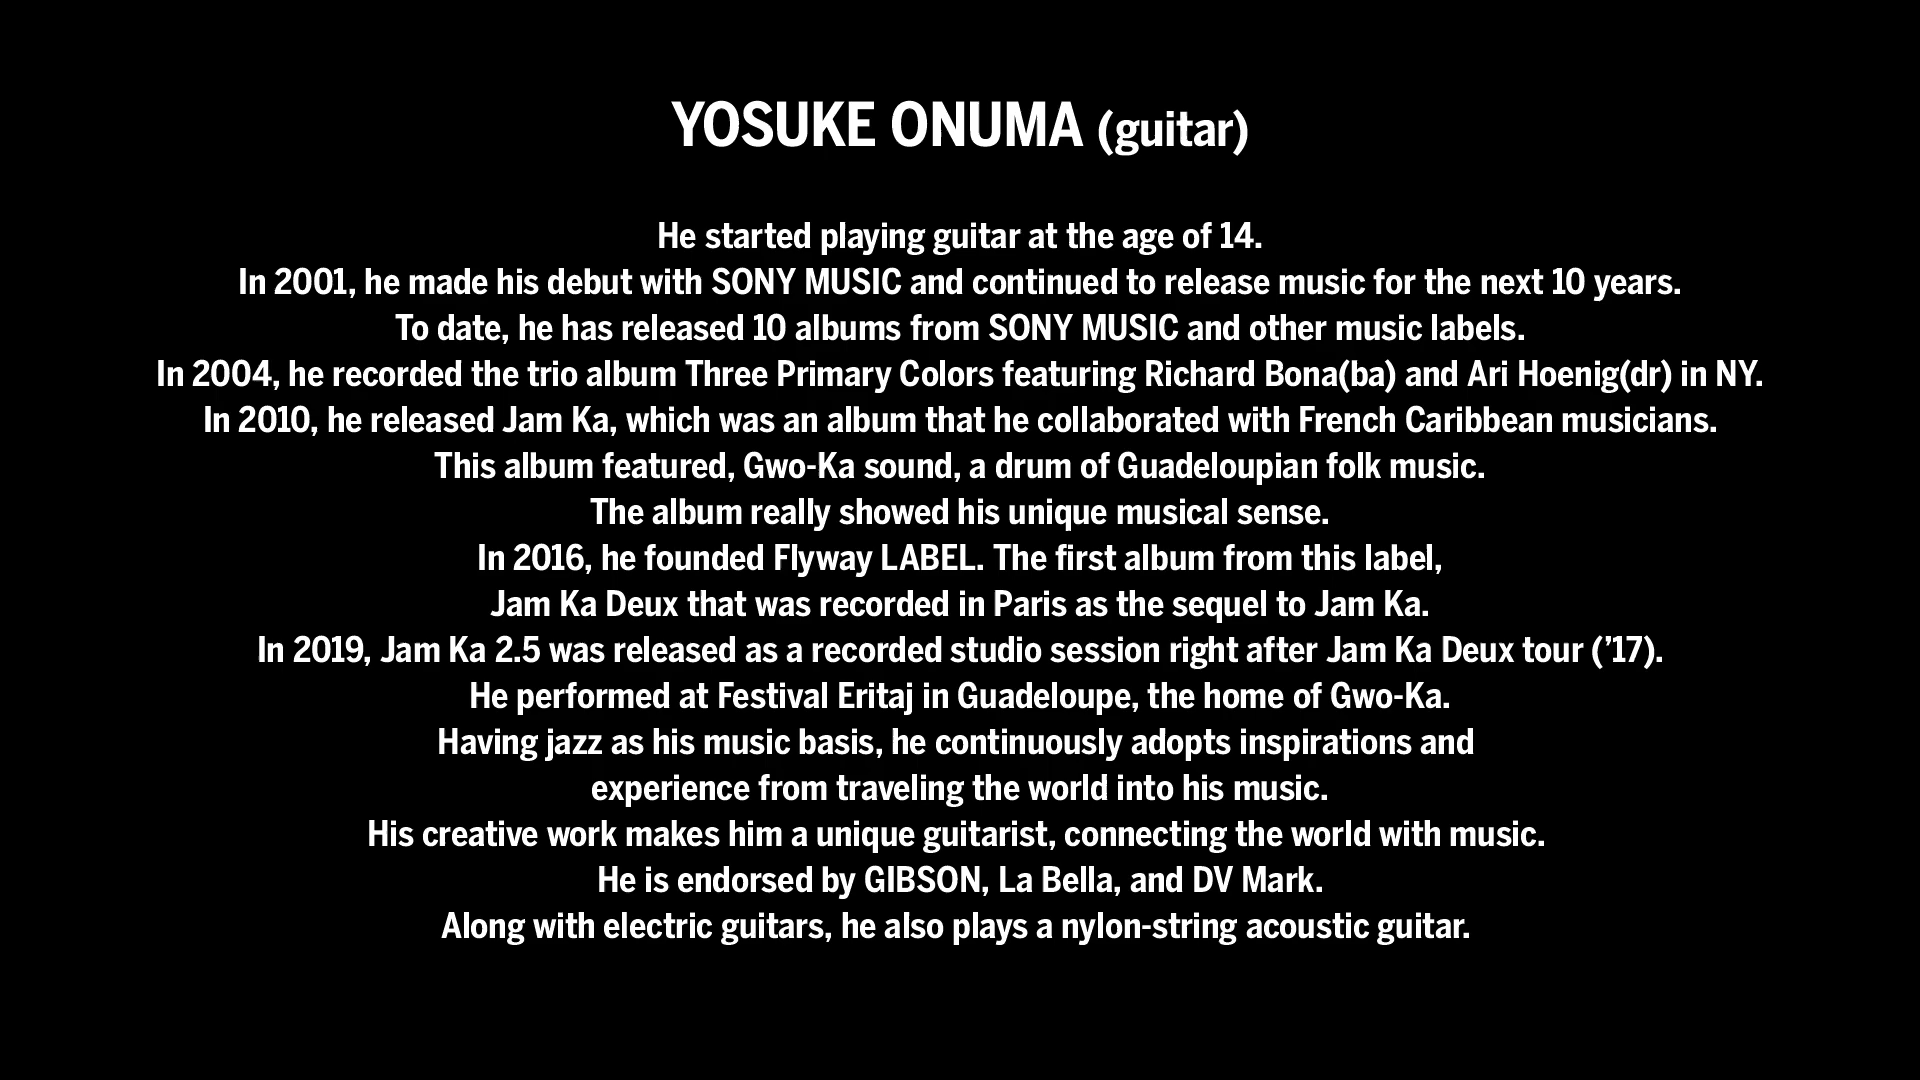 YOSUKE ONUMA (guitar)
He started playing guitar at the age of 14.
In 2001, he made his debut with SONY MUSIC and continued to release music for the next 10 years.
To date, he has released 10 albums from SONY MUSIC and other music labels.
In 2004, he recorded the trio album Three Primary Colors featuring Richard Bona(ba) and Ari Hoenig(dr) in NY.
In 2010, he released Jam Ka, which was an album that he collaborated with French Caribbean musicians.
This album featured, Gwo-Ka sound, a drum of Guadeloupian folk music.
The album really showed his unique musical sense.
In 2016, he founded Flyway LABEL. The first album from this label,
Jam Ka Deux that was recorded in Paris as the sequel to Jam Ka.
In 2019, Jam Ka 2.5 was released as a recorded studio session right after Jam Ka Deux tour (’17).
He performed at Festival Eritaj in Guadeloupe, the home of Gwo-Ka.
Having jazz as his music basis, he continuously adopts inspirations and
experience from traveling the world into his music.
His creative work makes him a unique guitarist, connecting the world with music.
He is endorsed by GIBSON, La Bella, and DV Mark.
Along with electric guitars, he also plays a nylon-string acoustic guitar.